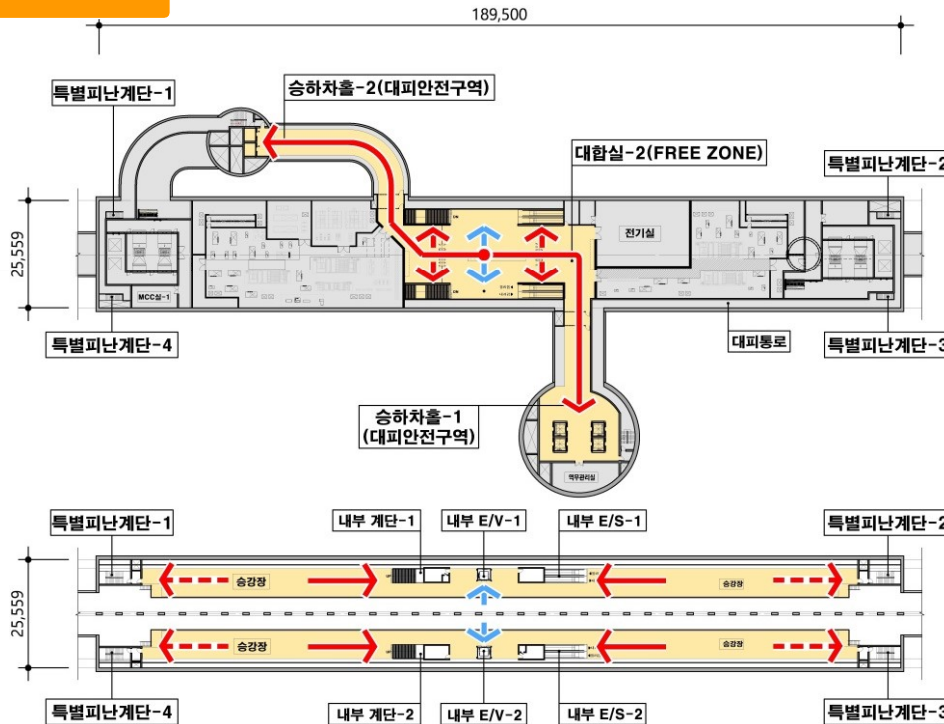 189,500
특별피난계단-1
승하차홀-2(대피안전구역)
대합실-2(FREE ZONE)
특별피난계단-2
25,559
전기실
MCC실-1
특별피난계단-4
대피통로
특별피난계단-3
승하차홀-1
(대피안전구역)
역무관리실
특별피난계단-1
내부 계단-1
내부 E/V-1
내부 E/S-1
특별피난계단-2
승강장
승강장
25,559
승강장
승강장
특별피난계단-4
내부 계단-2
내부 E/V-2
내부 E/S-2
특별피난계단-3